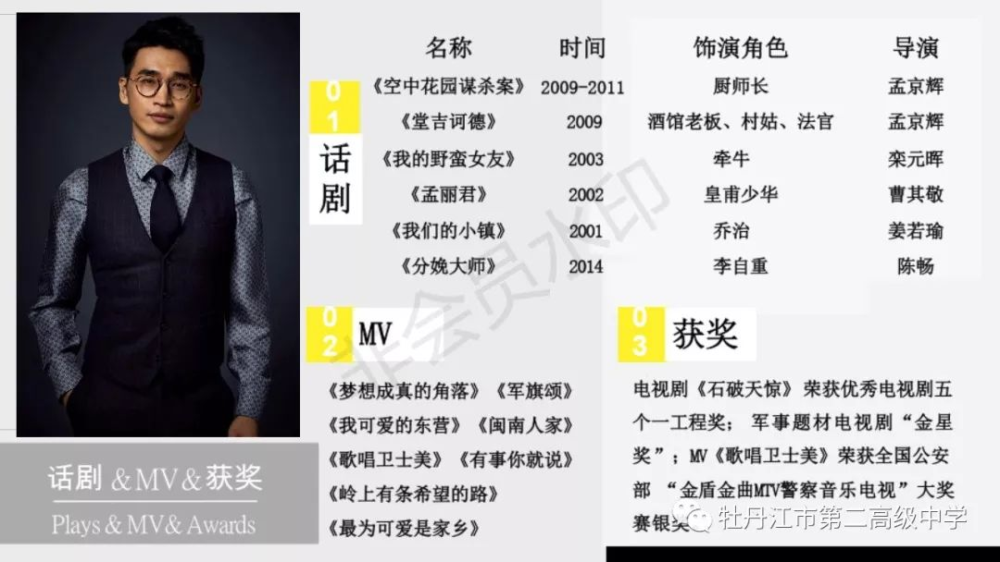 名称 时间 饰演角色 导演
01
话剧
《空中花园谋杀案》 2009-2011 厨师长 孟京辉
《堂吉诃德》 2009 酒馆老板、村姑、法官 孟京辉
《我的野蛮女友》 2003 牵牛 栾元晖
《孟丽君》 2002 皇甫少华 曹其敬
《我们的小镇》 2001 乔治 姜若瑜
《分娩大师》 2014 李自重 陈畅
非会员水印
02
MV
《梦想成真的角落》《军旗颂》
《我可爱的东营》《闽南人家》
《歌唱卫士美》《有事你就说》
《岭上有条希望的路》
《最为可爱是家乡》
03
获奖
电视剧《石破天惊》 荣获优秀电视剧五
个一工程奖； 军事题材电视剧“金星
奖”；MV《歌唱卫士美》荣获全国公安
部 “金盾金曲MTV警察音乐电视”大奖
赛银奖
话剧 &MV&获奖
Plays & MV& Awards
牡丹江市第二高级中学